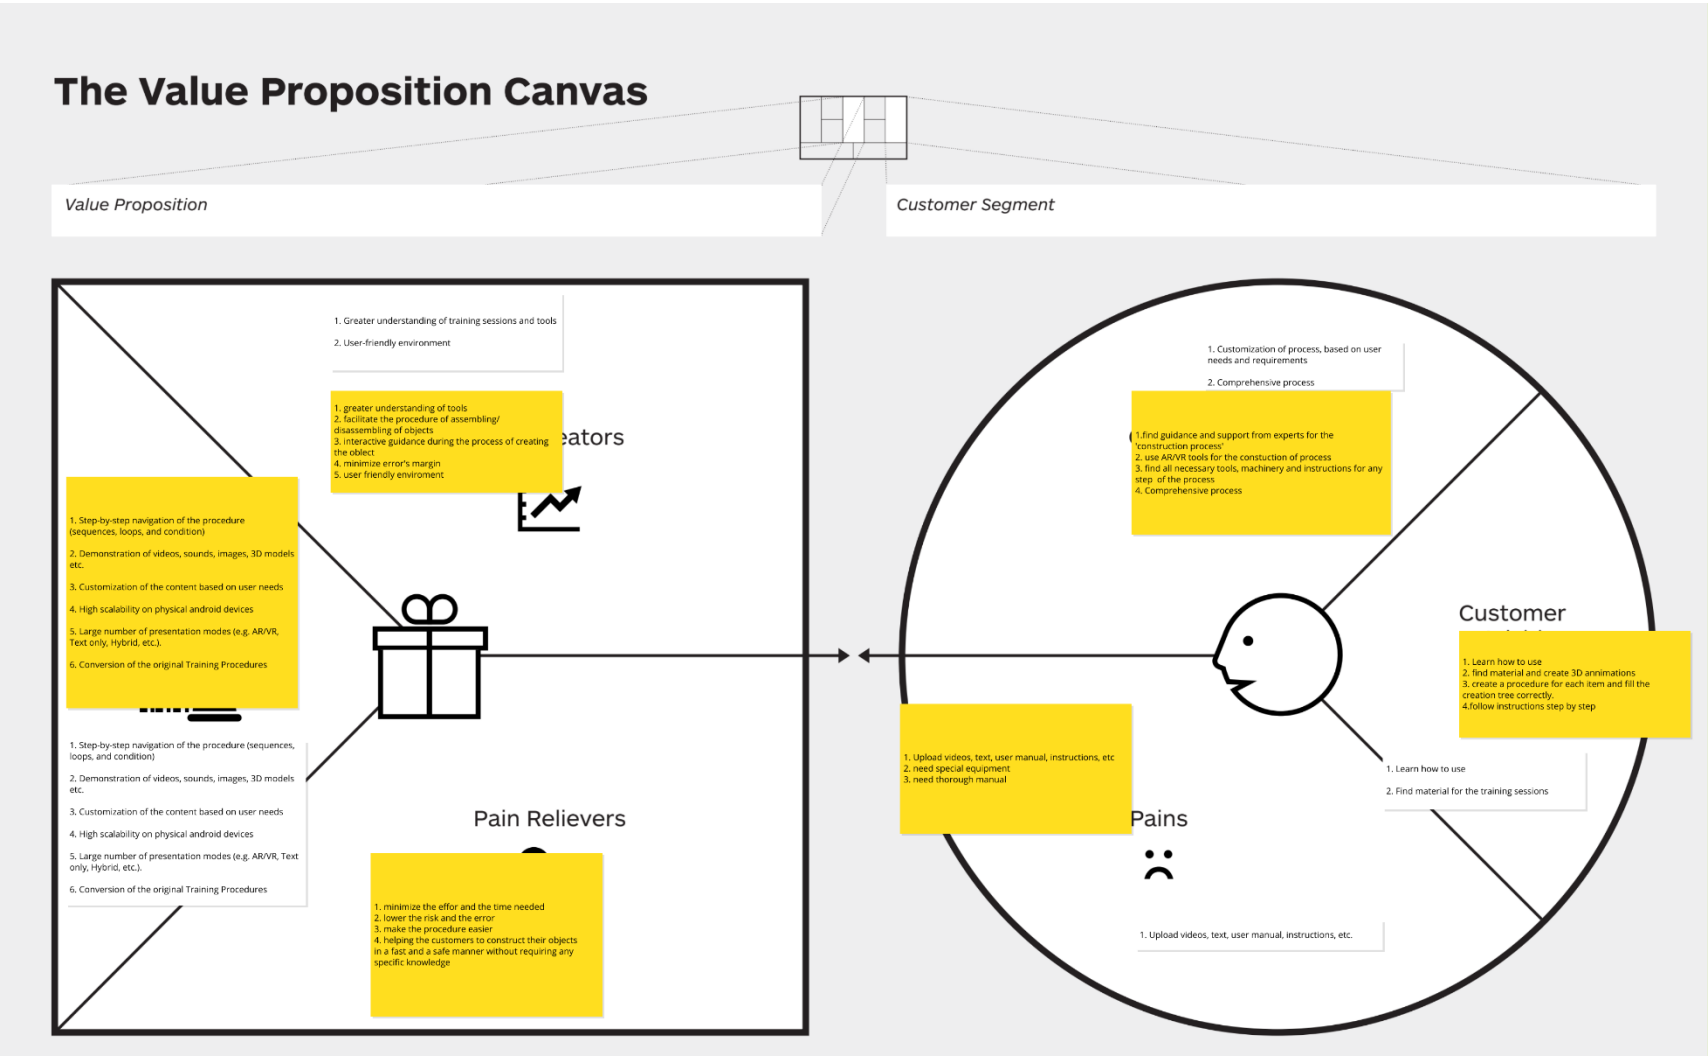 The Value Proposition Canvas
Value Proposition
Customer Segment
1. Greater understanding of training sessions and tools
2. User-friendly environment
1. greater understanding of tools
2. facilitate the procedure of assembling/
disassembling of objects
3. interactive guidance during the process of creating
the oblect
4. minimize error's margin
5. user friendly enviroment
eators
1. Step-by-step navigation of the procedure
(sequences, loops, and condition)
2. Demonstration of videos, sounds, images, 3D models
etc.
3. Customization of the content based on user needs
4. High scalability on physical android devices
5. Large number of presentation modes (e.g. AR/VR,
Text only, Hybrid, etc.).
6. Conversion of the original Training Procedures
1. Step-by-step navigation of the procedure (sequences,
loops, and condition)
2. Demonstration of videos, sounds, images, 3D models
etc.
3. Customization of the content based on user needs
4. High scalability on physical android devices
5. Large number of presentation modes (e.g. AR/VR, Text
only, Hybrid, etc.).
6. Conversion of the original Training Procedures
Pain Relievers
1. minimize the effor and the time needed
2. lower the risk and the error
3. make the procedure easier
4. helping the customers to construct their objects
in a fast and a safe manner without requiring any
specific knowledge
1. Customization of process, based on user
needs and requirements
2. Comprehensive process
1.find guidance and support from experts for the
'construction process'
2. use AR/VR tools for the constuction of process
3. find all necessary tools, machinery and instructions for any
step of the process
4. Comprehensive process
Customer
1. Learn how to use
2. find material and create 3D annimations
3. create a procedure for each item and fill the
creation tree correctly.
4.follow instructions step by step
1. Learn how to use
2. Find material for the training sessions
1. Upload videos, text, user manual, instructions, etc
2. need special equipment
3. need thorough manual
Pains
1. Upload videos, text, user manual, instructions, etc.